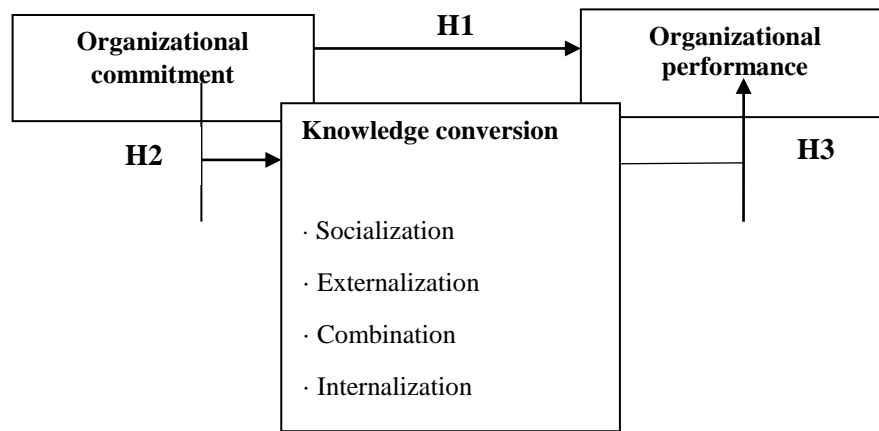 Organizational
commitment
H1
Organizational
performance
Knowledge conversion
H2
H3
· Socialization
· Externalization
· Combination
· Internalization